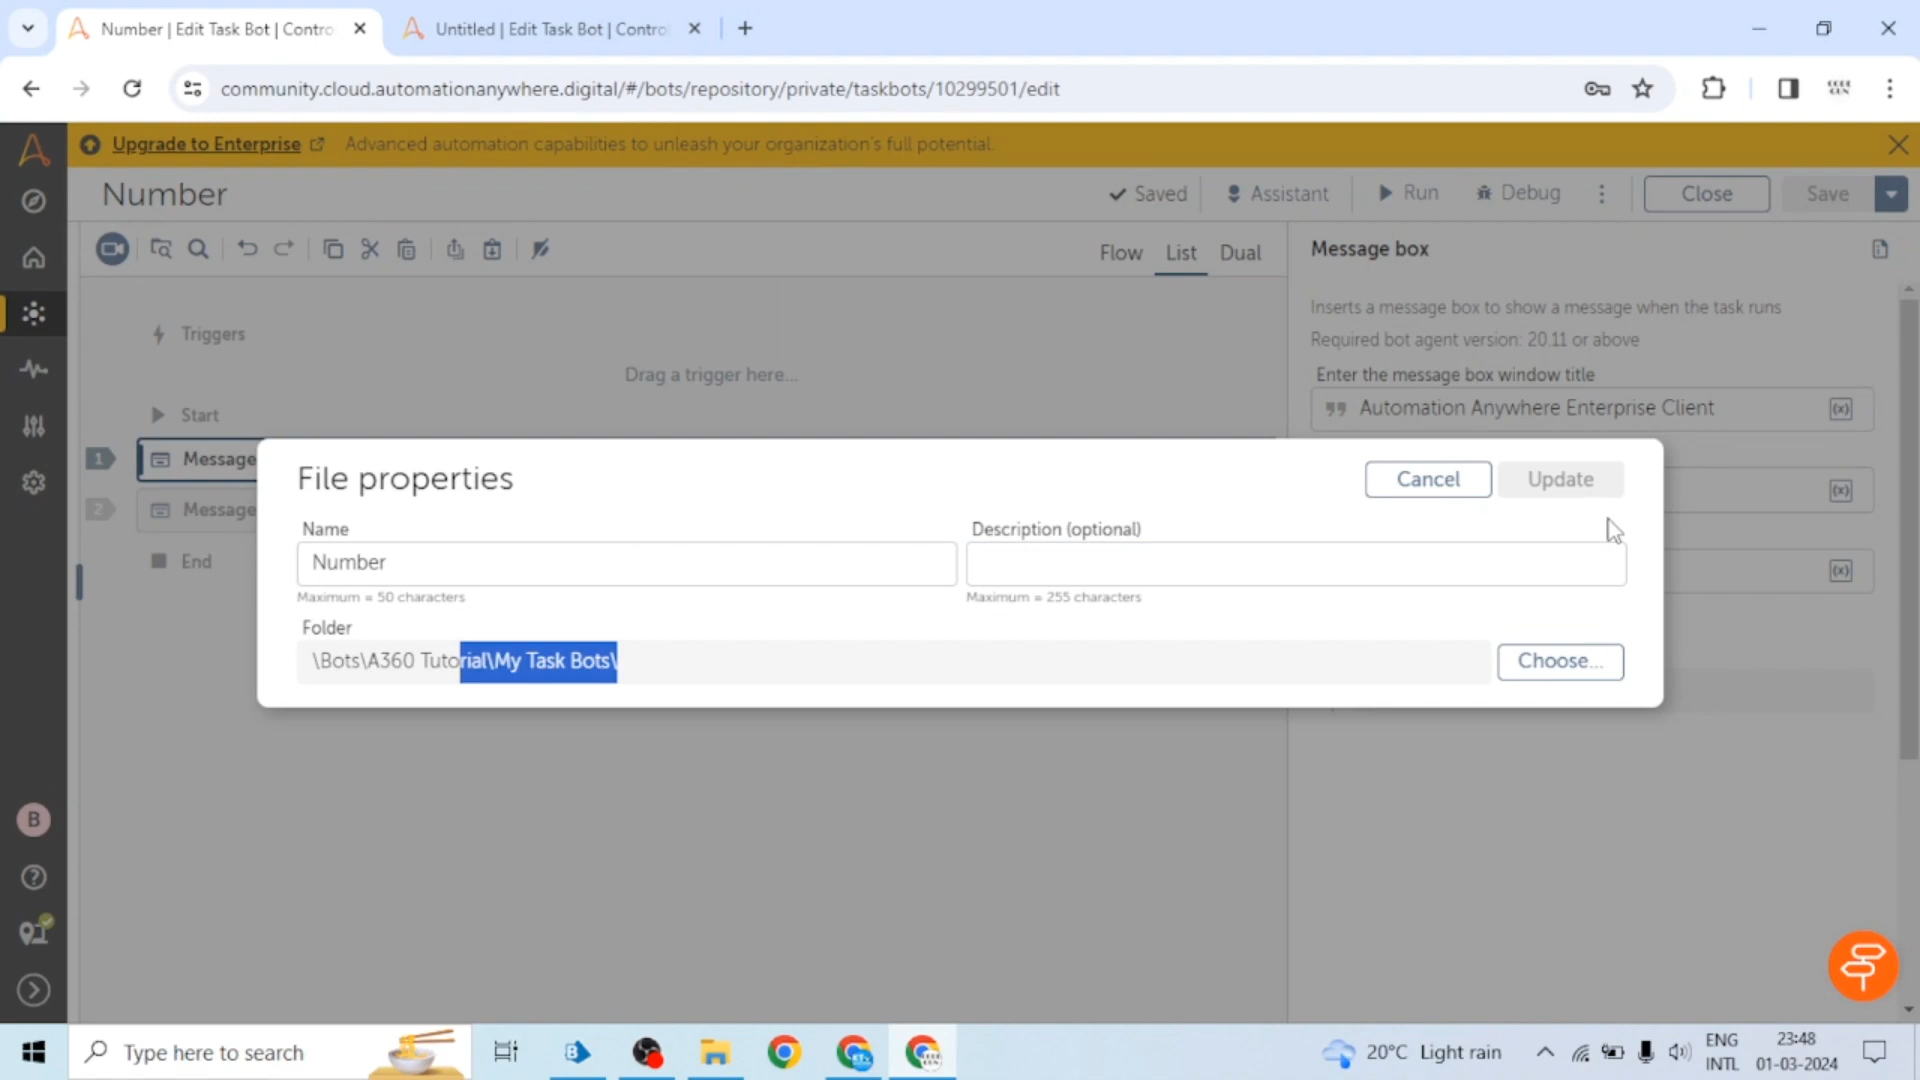 Number | Edit Task Bot | Contro
Untitled | Edit Task Bot | Contro
community.cloud.automationanywhere.digital/#/bots/repository/private/taskbots/10299501/edit
Upgrade to Enterprise
Advanced automation capabilities to unleash your organization's full potential.
Number
Saved
Assistant
Run
Debug
Close
Save
Flow
List
Dual
Message box
Inserts a message box to show a message when the task runs
Required bot agent version: 20.11 or above
Triggers
Drag a trigger here...
Enter the message box window title
Start
Automation Anywhere Enterprise Client
(x)
1
Message
File properties
Cancel
Update
(x)
2
Message
Name
Description (optional)
End
Number
(x)
Maximum = 50 characters
Maximum = 255 characters
Folder
\Bots\A360 Tutorial\My Task Bots\
Choose...
B
Type here to search
20°C Light rain
ENG
INTL
23:48
01-03-2024